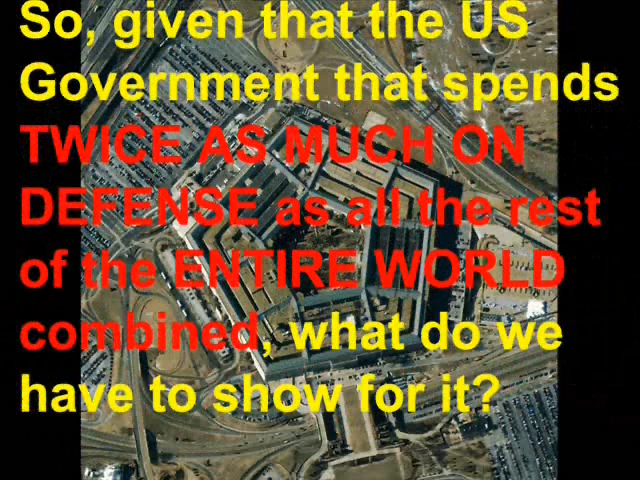 So, given that the US
Government that spends
TWICE AS MUCH ON
DEFENSE as all the rest
of the ENTIRE WORLD
combined, what do we
have to show for it?